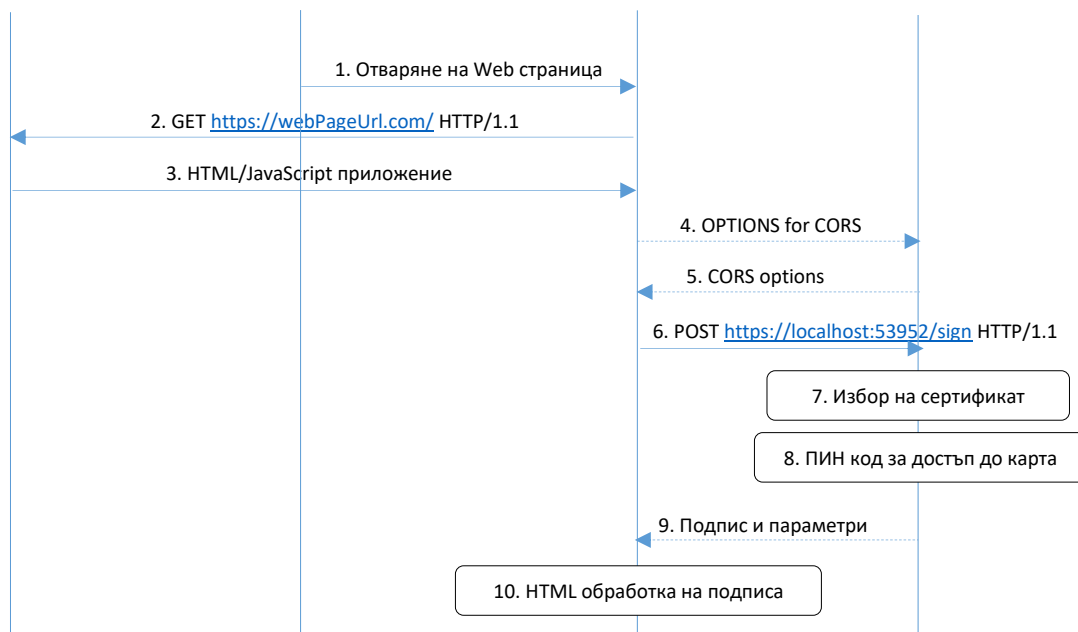 1. Отваряне на Web страница
2. GET https://webPageUrl.com/ HTTP/1.1
3. HTML/JavaScript приложение
4. OPTIONS for CORS
5. CORS options
6. POST https://localhost:53952/sign HTTP/1.1
7. Избор на сертификат
8. ПИН код за достъп до карта
9. Подпис и параметри
10. HTML обработка на подписа